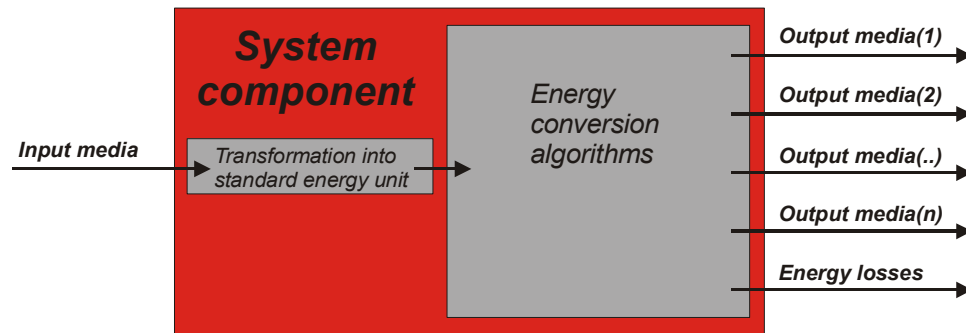 System
component
Input media
Transformation into
standard energy unit
Energy
conversion
algorithms
Output media(1)
Output media(2)
Output media(..)
Output media(n)
Energy losses